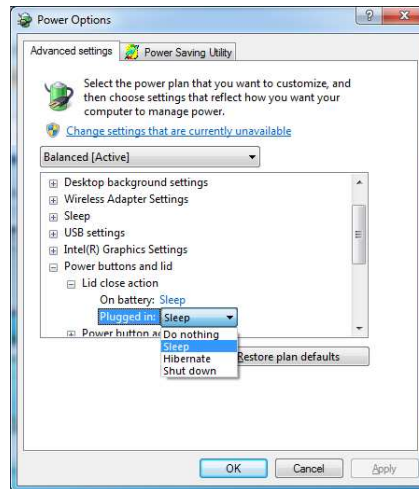 Power Options
Advanced settings
Power Saving Utility
Select the power plan that you want to customize, and
then choose settings that reflect how you want your
computer to manage power.
Change settings that are currently unavailable
Balanced [Active]
Desktop background settings
Wireless Adapter Settings
Sleep
USB settings
Intel(R) Graphics Settings
Power buttons and lid
Lid close action
On battery: Sleep
Plugged in: Sleep
Power button
Do nothing
Sleep
Hibernate
Shut down
Restore plan defaults
OK
Cancel
Apply